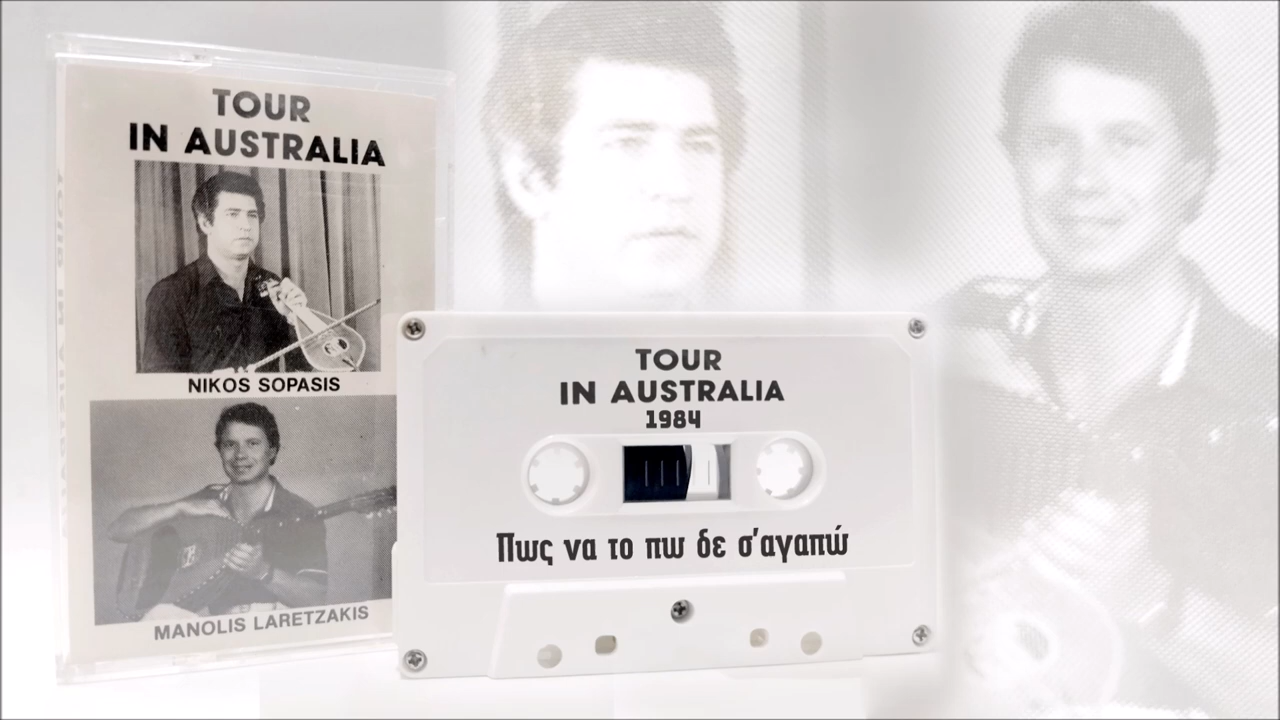 TOUR
IN AUSTRALIA
NIKOS SOPASIS
MANOLIS LARETZAKIS
TOUR
IN AUSTRALIA
1984
Πως να το πω δε σ'αγαπώ